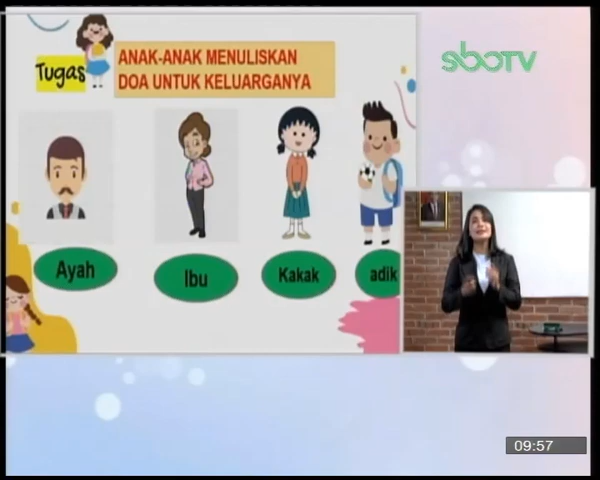 sboTV
Tugas
ANAK-ANAK MENULISKAN
DOA UNTUK KELUARGANYA
Ayah
Ibu
Kakak
adik
09:57